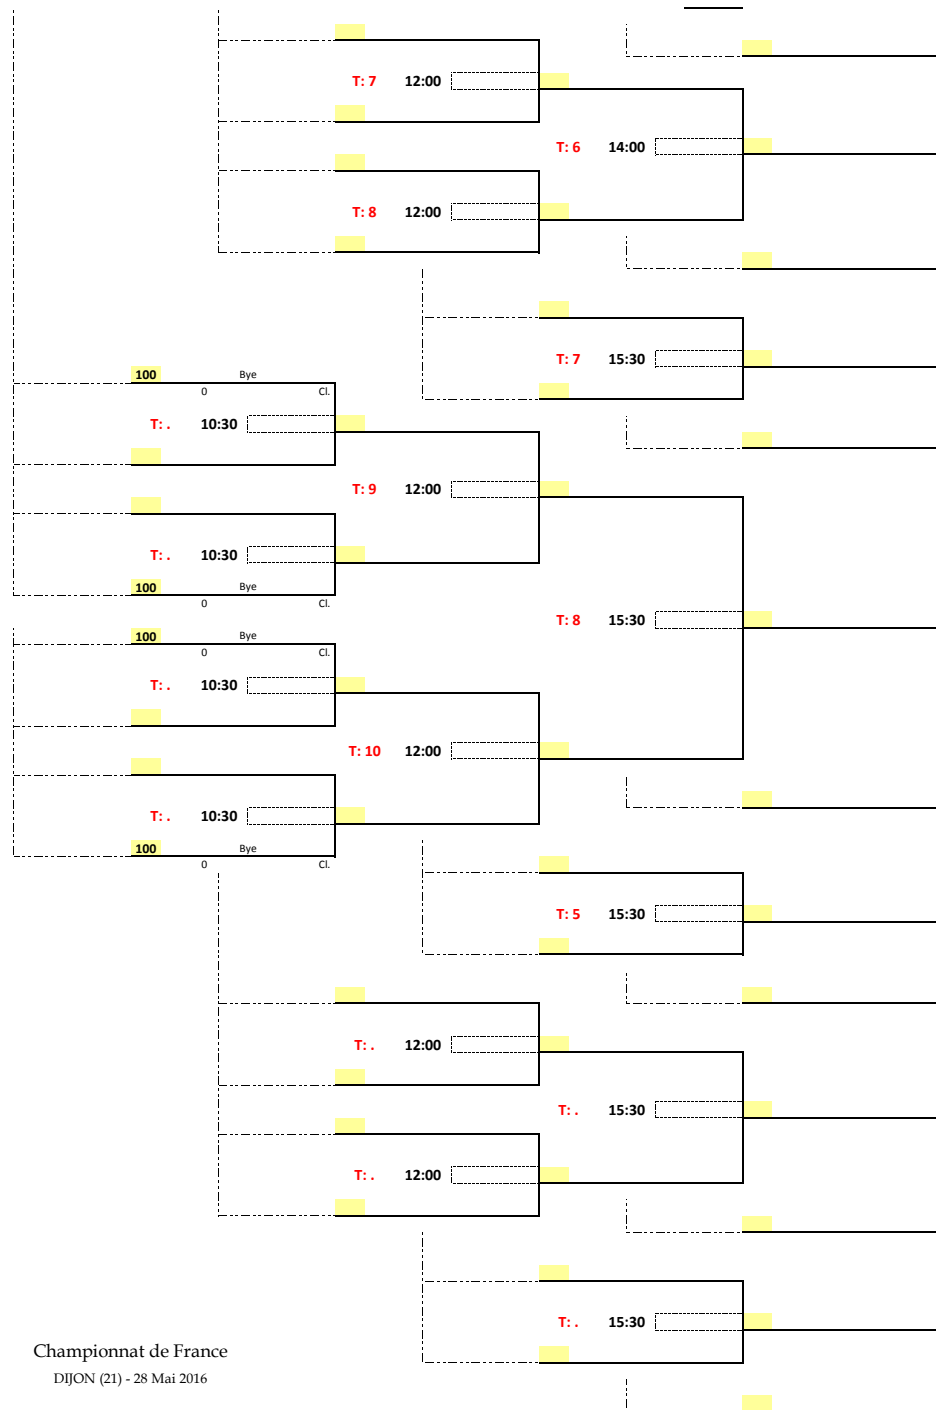 T: 7 12:00
T: 6 14:00
T: 8 12:00
T: 7 15:30
100 Bye
0 Cl.
T: . 10:30
T: 9 12:00
T: . 10:30
100 Bye
0 Cl.
T: 8 15:30
100 Bye
0 Cl.
T: . 10:30
T: 10 12:00
T: . 10:30
100 Bye
0 Cl.
T: 5 15:30
T: . 12:00
T: . 15:30
T: . 12:00
T: . 15:30
Championnat de France
DIJON (21) - 28 Mai 2016